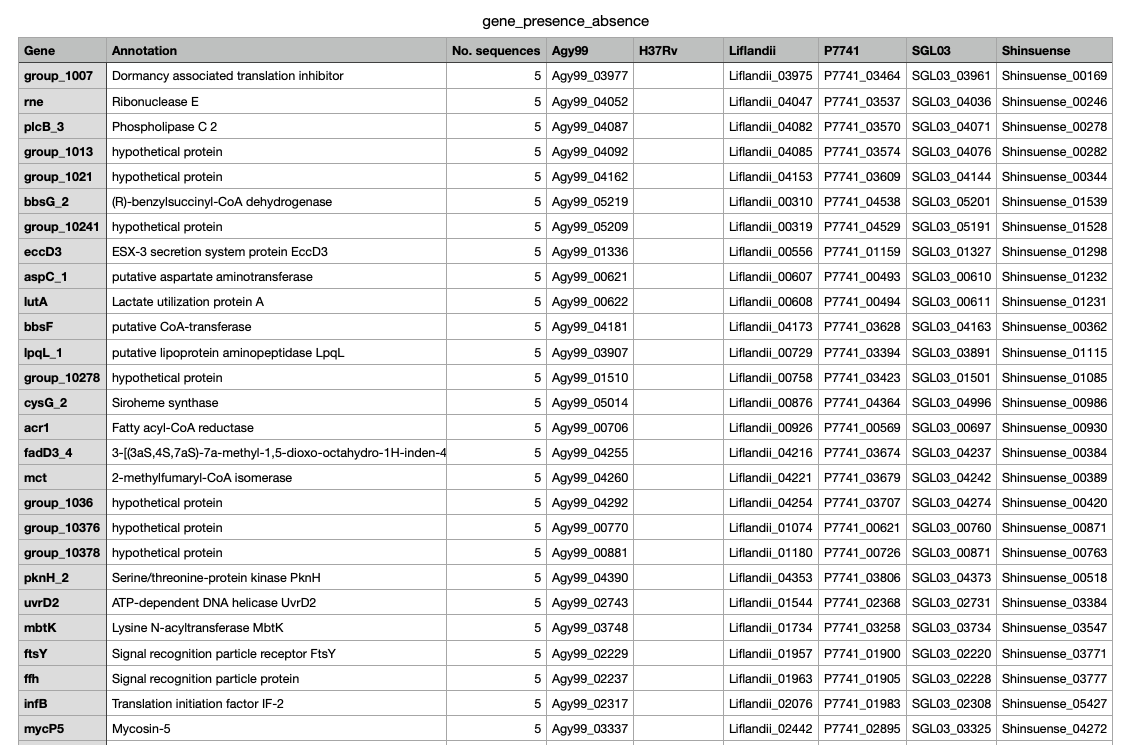 gene_presence_absence
Gene Annotation No. sequences Agy99 H37Rv Liflandii P7741 SGL03 Shinsuense
group_1007 Dormancy associated translation inhibitor 5 Agy99_03977 Liflandii_03975 P7741_03464 SGL03_03961 Shinsuense_00169
rne Ribonuclease E 5 Agy99_04052 Liflandii_04047 P7741_03537 SGL03_04036 Shinsuense_00246
plcB_3 Phospholipase C 2 5 Agy99_04087 Liflandii_04082 P7741_03570 SGL03_04071 Shinsuense_00278
group_1013 hypothetical protein 5 Agy99_04092 Liflandii_04085 P7741_03574 SGL03_04076 Shinsuense_00282
group_1021 hypothetical protein 5 Agy99_04162 Liflandii_04153 P7741_03609 SGL03_04144 Shinsuense_00344
bbsG_2 (R)-benzylsuccinyl-CoA dehydrogenase 5 Agy99_05219 Liflandii_00310 P7741_04538 SGL03_05201 Shinsuense_01539
group_10241 hypothetical protein 5 Agy99_05209 Liflandii_00319 P7741_04529 SGL03_05191 Shinsuense_01528
eccD3 ESX-3 secretion system protein EccD3 5 Agy99_01336 Liflandii_00556 P7741_01159 SGL03_01327 Shinsuense_01298
aspC_1 putative aspartate aminotransferase 5 Agy99_00621 Liflandii_00607 P7741_00493 SGL03_00610 Shinsuense_01232
lutA Lactate utilization protein A 5 Agy99_00622 Liflandii_00608 P7741_00494 SGL03_00611 Shinsuense_01231
bbsF putative CoA-transferase 5 Agy99_04181 Liflandii_04173 P7741_03628 SGL03_04163 Shinsuense_00362
lpqL_1 putative lipoprotein aminopeptidase LpqL 5 Agy99_03907 Liflandii_00729 P7741_03394 SGL03_03891 Shinsuense_01115
group_10278 hypothetical protein 5 Agy99_01510 Liflandii_00758 P7741_03423 SGL03_01501 Shinsuense_01085
cysG_2 Siroheme synthase 5 Agy99_05014 Liflandii_00876 P7741_04364 SGL03_04996 Shinsuense_00986
acr1 Fatty acyl-CoA reductase 5 Agy99_00706 Liflandii_00926 P7741_00569 SGL03_00697 Shinsuense_00930
fadD3_4 3-[(3aS,4S,7aS)-7a-methyl-1,5-dioxo-octahydro-1H-inden-4 5 Agy99_04255 Liflandii_04216 P7741_03674 SGL03_04237 Shinsuense_00384
mct 2-methylfumaryl-CoA isomerase 5 Agy99_04260 Liflandii_04221 P7741_03679 SGL03_04242 Shinsuense_00389
group_1036 hypothetical protein 5 Agy99_04292 Liflandii_04254 P7741_03707 SGL03_04274 Shinsuense_00420
group_10376 hypothetical protein 5 Agy99_00770 Liflandii_01074 P7741_00621 SGL03_00760 Shinsuense_00871
group_10378 hypothetical protein 5 Agy99_00881 Liflandii_01180 P7741_00726 SGL03_00871 Shinsuense_00763
pknH_2 Serine/threonine-protein kinase PknH 5 Agy99_04390 Liflandii_04353 P7741_03806 SGL03_04373 Shinsuense_00518
uvrD2 ATP-dependent DNA helicase UvrD2 5 Agy99_02743 Liflandii_01544 P7741_02368 SGL03_02731 Shinsuense_03384
mbtK Lysine N-acyltransferase MbtK 5 Agy99_03748 Liflandii_01734 P7741_03258 SGL03_03734 Shinsuense_03547
ftsY Signal recognition particle receptor FtsY 5 Agy99_02229 Liflandii_01957 P7741_01900 SGL03_02220 Shinsuense_03771
ffh Signal recognition particle protein 5 Agy99_02237 Liflandii_01963 P7741_01905 SGL03_02228 Shinsuense_03777
infB Translation initiation factor IF-2 5 Agy99_02317 Liflandii_02076 P7741_01983 SGL03_02308 Shinsuense_05427
mycP5 Mycosin-5 5 Agy99_03337 Liflandii_02442 P7741_02895 SGL03_03325 Shinsuense_04272